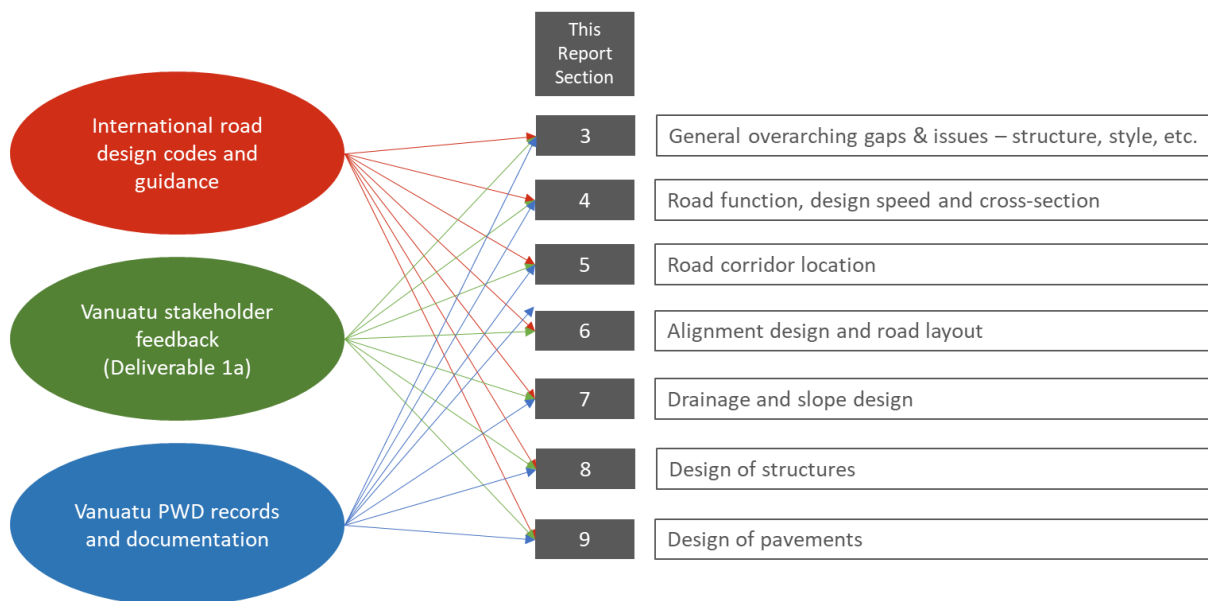 This
Report
Section
International road
design codes and
guidance
Vanuatu stakeholder
feedback
(Deliverable 1a)
Vanuatu PWD records
and documentation
3
General overarching gaps & issues – structure, style, etc.
4
Road function, design speed and cross-section
5
Road corridor location
6
Alignment design and road layout
7
Drainage and slope design
8
Design of structures
9
Design of pavements